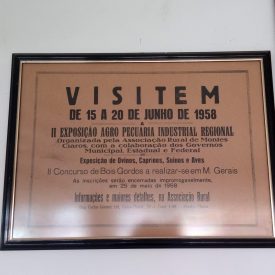 VISITEM
DE 15 A 20 DE JUNHO DE 1958
A
II EXPOSIÇÃO AGRO PECUARIA INDUSTRIAL REGIONAL
Organizada pela Associação Rural de Montes
Claros, com a colaboração dos Governos
Municipal, Estadual e Federal
Exposição de Ovinos, Caprinos, Suinos e Aves
II Concurso de Bois Gordos a realizar-se em M. Gerais
As inscrições serão encerradas improrrogavelmente,
em 25 de maio de 1958
Informações e maiores detalhes, na Associação Rural